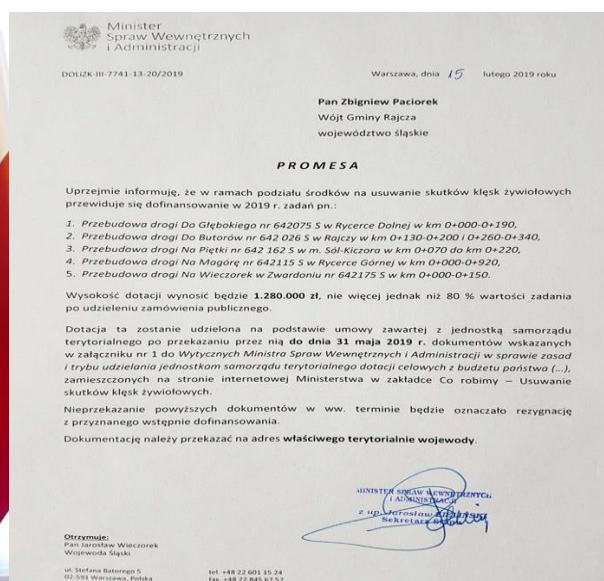 Minister
Spraw Wewnętrznych
i Administracji
DOLiZK-III-7741-13-20/2019
Warszawa, dnia 15 lutego 2019 roku
Pan Zbigniew Paciorek
Wójt Gminy Rajcza
województwo śląskie
PROMESA
Uprzejmie informuję, że w ramach podziału środków na usuwanie skutków klęsk żywiołowych
przewiduje się dofinansowanie w 2019 r. zadań pn.:
1. Przebudowa drogi Do Głębokiego nr 642075 S w Rycerce Dolnej w km 0+000-0+190,
2. Przebudowa drogi Do Butorów nr 642 026 S w Rajczy w km 0+130-0+200 i 0+260-0+340,
3. Przebudowa drogi Na Piętki nr 642 162 S w m. Sól-Kiczora w km 0+070 do km 0+220,
4. Przebudowa drogi Na Magórę nr 642115 S w Rycerce Górnej w km 0+000-0+920,
5. Przebudowa drogi Na Wieczorek w Zwardoniu nr 642175 S w km 0+000-0+150.
Wysokość dotacji wynosić będzie 1.280.000 zł, nie więcej jednak niż 80 % wartości zadania
po udzieleniu zamówienia publicznego.
Dotacja ta zostanie udzielona na podstawie umowy zawartej z jednostką samorządu
terytorialnego po przekazaniu przez nią do dnia 31 maja 2019 r. dokumentów wskazanych
w załączniku nr 1 do Wytycznych Ministra Spraw Wewnętrznych i Administracji w sprawie zasad
i trybu udzielania jednostkom samorządu terytorialnego dotacji celowych z budżetu państwa (...),
zamieszczonych na stronie internetowej Ministerstwa w zakładce Co robimy – Usuwanie
skutków klęsk żywiołowych.
Nieprzekazanie powyższych dokumentów w ww. terminie będzie oznaczało rezygnację
z przyznanego wstępnie dofinansowania.
Dokumentację należy przekazać na adres właściwego terytorialnie wojewody.
MINISTER SPRAW WEWNĘTRZNYCH
I ADMINISTRACJI
z up. Jarosław
Sekretarz Stanu
Otrzymuje:
Pan Jarosław Wieczorek
Wojewoda Śląski
ul. Stefana Batorego 5
02-591 Warszawa, Polska
tel. +48 22 601 15 24
fax. +48 22 845 67 57